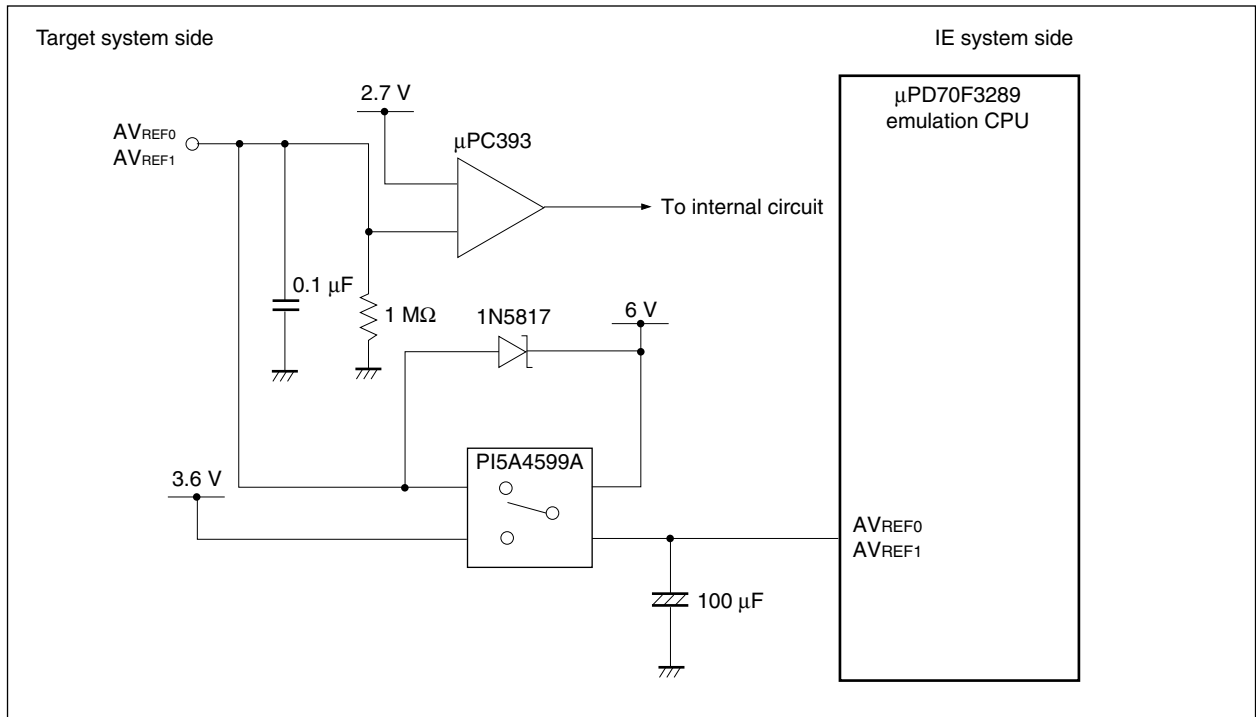 Target system side
IE system side
2.7 V
AVREF0
AVREF1
μPC393
μPD70F3289
emulation CPU
To internal circuit
0.1 μF
1 MΩ
1N5817
6 V
PI5A4599A
3.6 V
AVREF0
AVREF1
100 μF